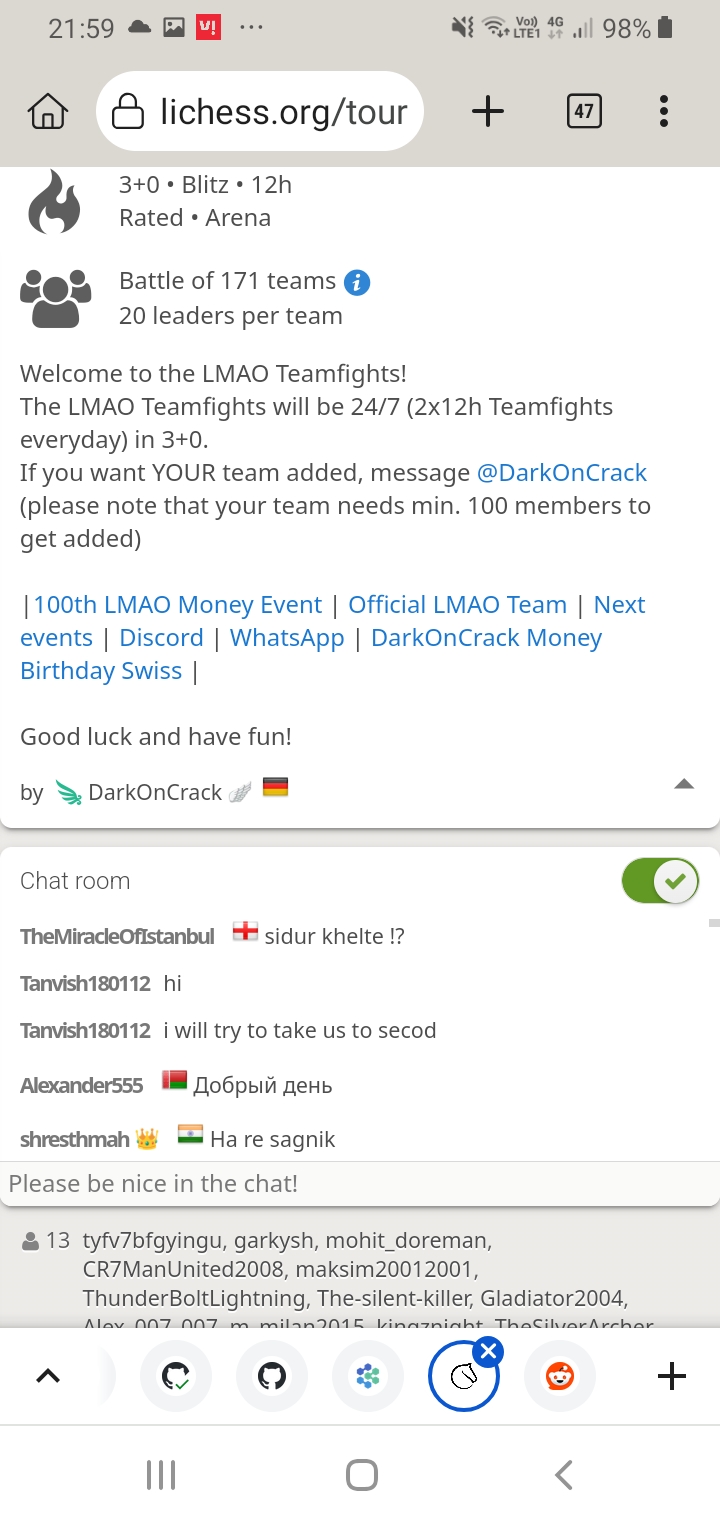 21:59 V! ... Vo) LTE1 4G 98%
lichess.org/tour 47
3+0 • Blitz • 12h
Rated • Arena
Battle of 171 teams i
20 leaders per team
Welcome to the LMAO Teamfights!
The LMAO Teamfights will be 24/7 (2x12h Teamfights
everyday) in 3+0.
If you want YOUR team added, message @DarkOnCrack
(please note that your team needs min. 100 members to
get added)
|100th LMAO Money Event | Official LMAO Team | Next
events | Discord | WhatsApp | DarkOnCrack Money
Birthday Swiss |
Good luck and have fun!
by DarkOnCrack
Chat room
TheMiracleOfIstanbul sidur khelte !?
Tanvish180112 hi
Tanvish180112 i will try to take us to secod
Alexander555 Добрый день
shresthmah Ha re sagnik
Please be nice in the chat!
13 tyfv7bfgyingu, garkysh, mohit_doreman,
CR7ManUnited2008, maksim20012001,
ThunderBoltLightning, The-silent-killer, Gladiator2004,
Alex_007_007, m_milan2015, kingznight, TheSilverArcher